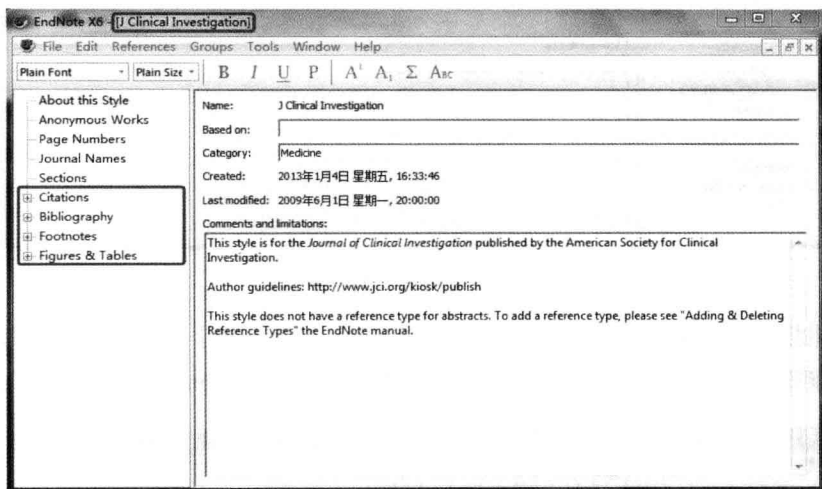 EndNote X6 - [J Clinical Investigation]
File Edit References Groups Tools Window Help
Plain Font Plain Size B I U P A¹ A₁ Σ ABC
About this Style
Anonymous Works
Page Numbers
Journal Names
Sections
Citations
Bibliography
Footnotes
Figures & Tables
Name: J Clinical Investigation
Based on:
Category: Medicine
Created: 2013年1月4日 星期五, 16:33:46
Last modified: 2009年6月1日 星期一, 20:00:00
Comments and limitations:
This style is for the Journal of Clinical Investigation published by the American Society for Clinical
Investigation.
Author guidelines: http://www.jci.org/kiosk/publish
This style does not have a reference type for abstracts. To add a reference type, please see "Adding & Deleting
Reference Types" the EndNote manual.